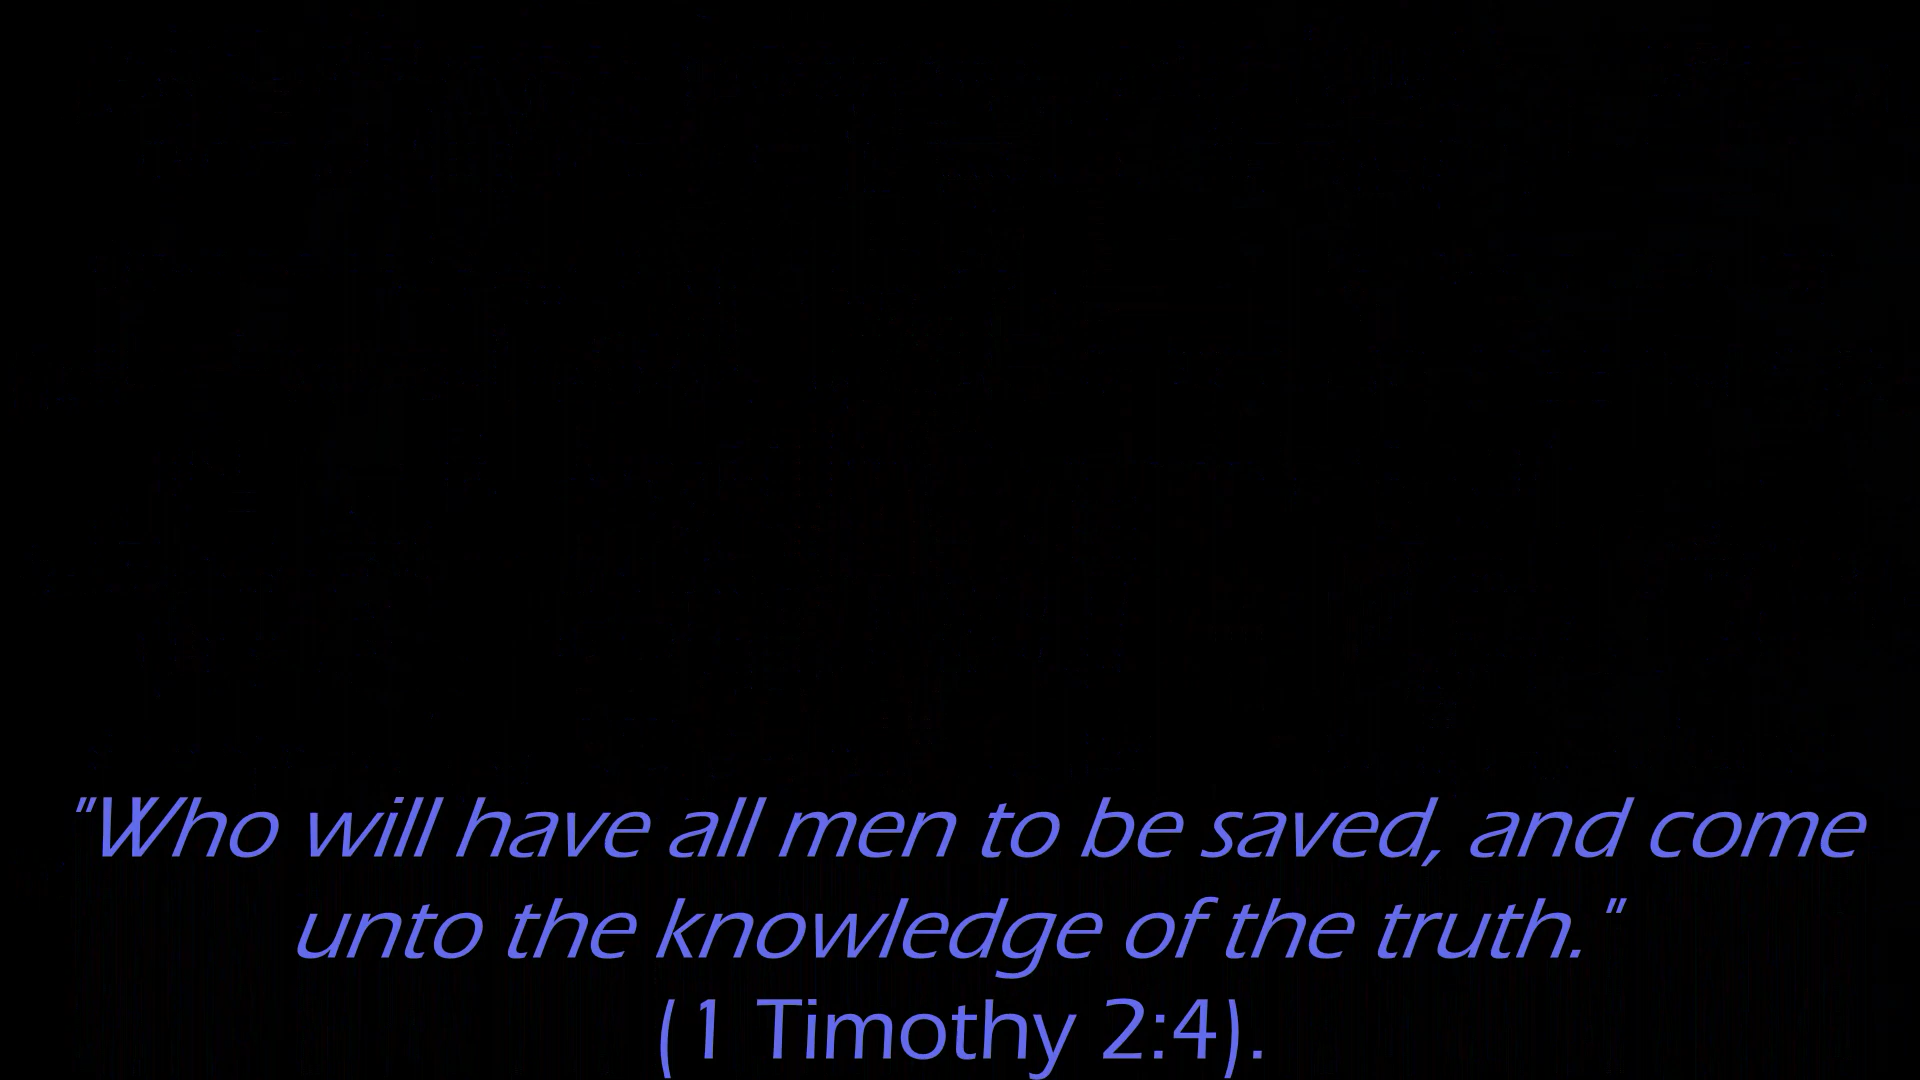 "Who will have all men to be saved, and come
unto the knowledge of the truth."
(1 Timothy 2:4).